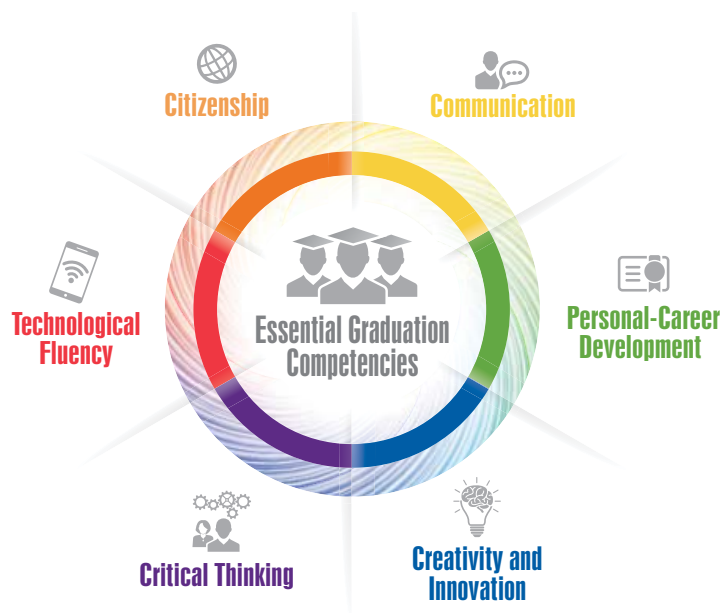 Citizenship
Communication
Technological
Fluency
Essential Graduation
Competencies
Personal-Career
Development
Critical Thinking
Creativity and
Innovation